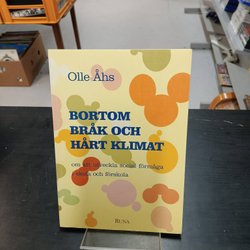 Olle Åhs
BORTOM
BRÅK OCH
HÅRT KLIMAT
om att utveckla social förmåga
i skola och förskola
RUNA